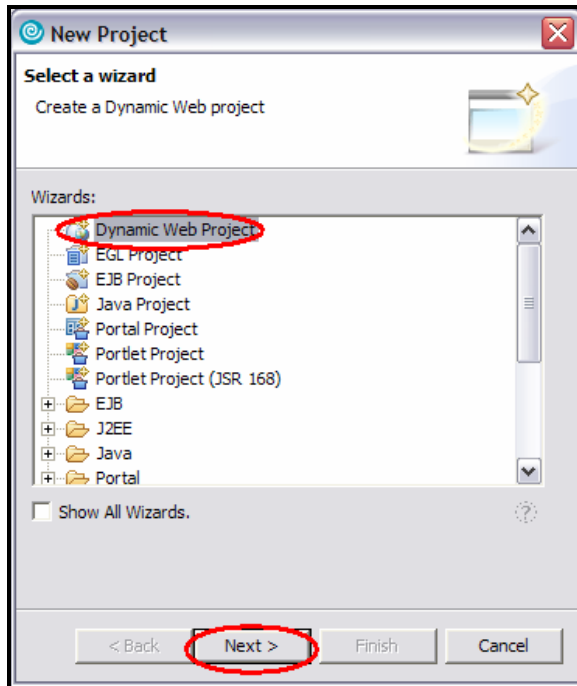 New Project
Select a wizard
Create a Dynamic Web project
Wizards:
Dynamic Web Project
EGL Project
EJB Project
Java Project
Portal Project
Portlet Project
Portlet Project (JSR 168)
EJB
J2EE
Java
Portal
Show All Wizards.
< Back Next > Finish Cancel